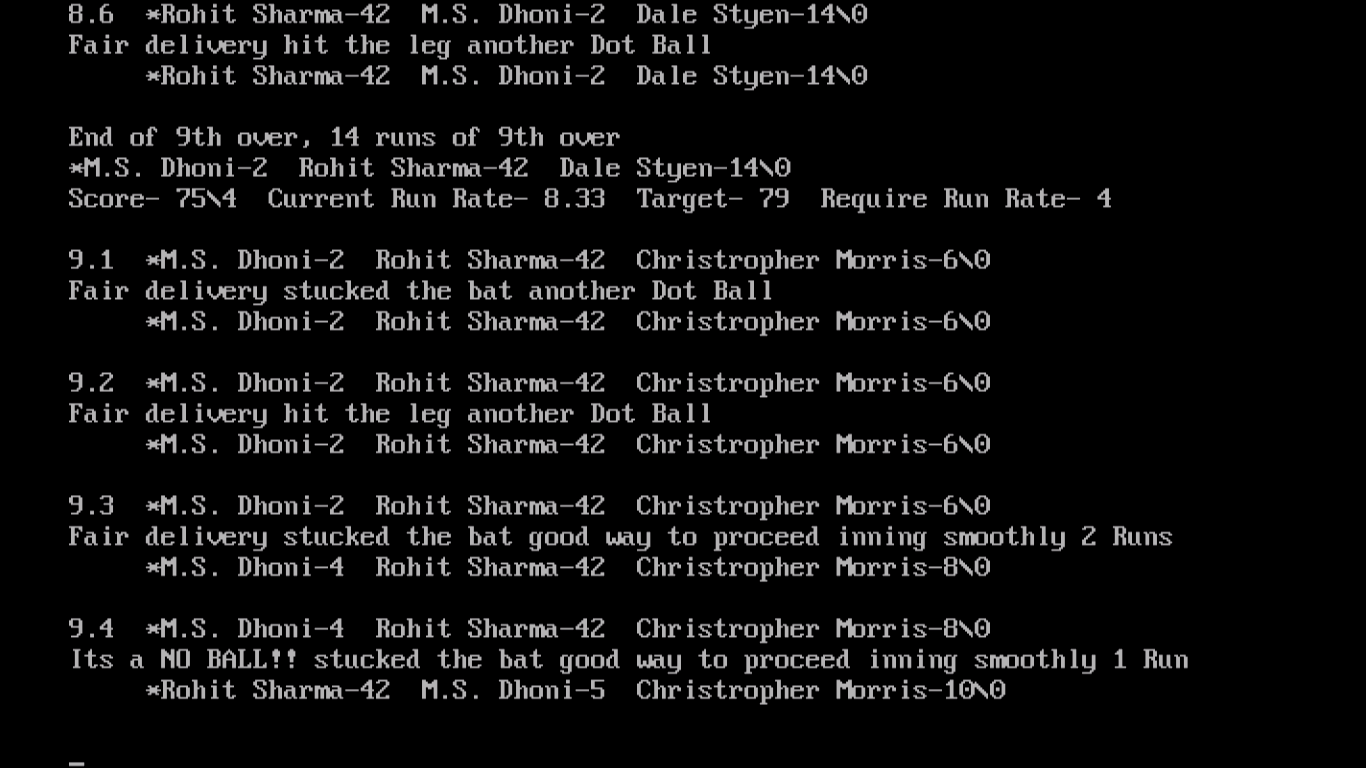 8.6  *Rohit Sharma-42  M.S. Dhoni-2  Dale Styen-14\0
Fair delivery hit the leg another Dot Ball
     *Rohit Sharma-42  M.S. Dhoni-2  Dale Styen-14\0
End of 9th over, 14 runs of 9th over
*M.S. Dhoni-2  Rohit Sharma-42  Dale Styen-14\0
Score- 75\4  Current Run Rate- 8.33  Target- 79  Require Run Rate- 4
9.1  *M.S. Dhoni-2  Rohit Sharma-42  Christropher Morris-6\0
Fair delivery stucked the bat another Dot Ball
     *M.S. Dhoni-2  Rohit Sharma-42  Christropher Morris-6\0
9.2  *M.S. Dhoni-2  Rohit Sharma-42  Christropher Morris-6\0
Fair delivery hit the leg another Dot Ball
     *M.S. Dhoni-2  Rohit Sharma-42  Christropher Morris-6\0
9.3  *M.S. Dhoni-2  Rohit Sharma-42  Christropher Morris-6\0
Fair delivery stucked the bat good way to proceed inning smoothly 2 Runs
     *M.S. Dhoni-4  Rohit Sharma-42  Christropher Morris-8\0
9.4  *M.S. Dhoni-4  Rohit Sharma-42  Christropher Morris-8\0
Its a NO BALL!! stucked the bat good way to proceed inning smoothly 1 Run
     *Rohit Sharma-42  M.S. Dhoni-5  Christropher Morris-10\0